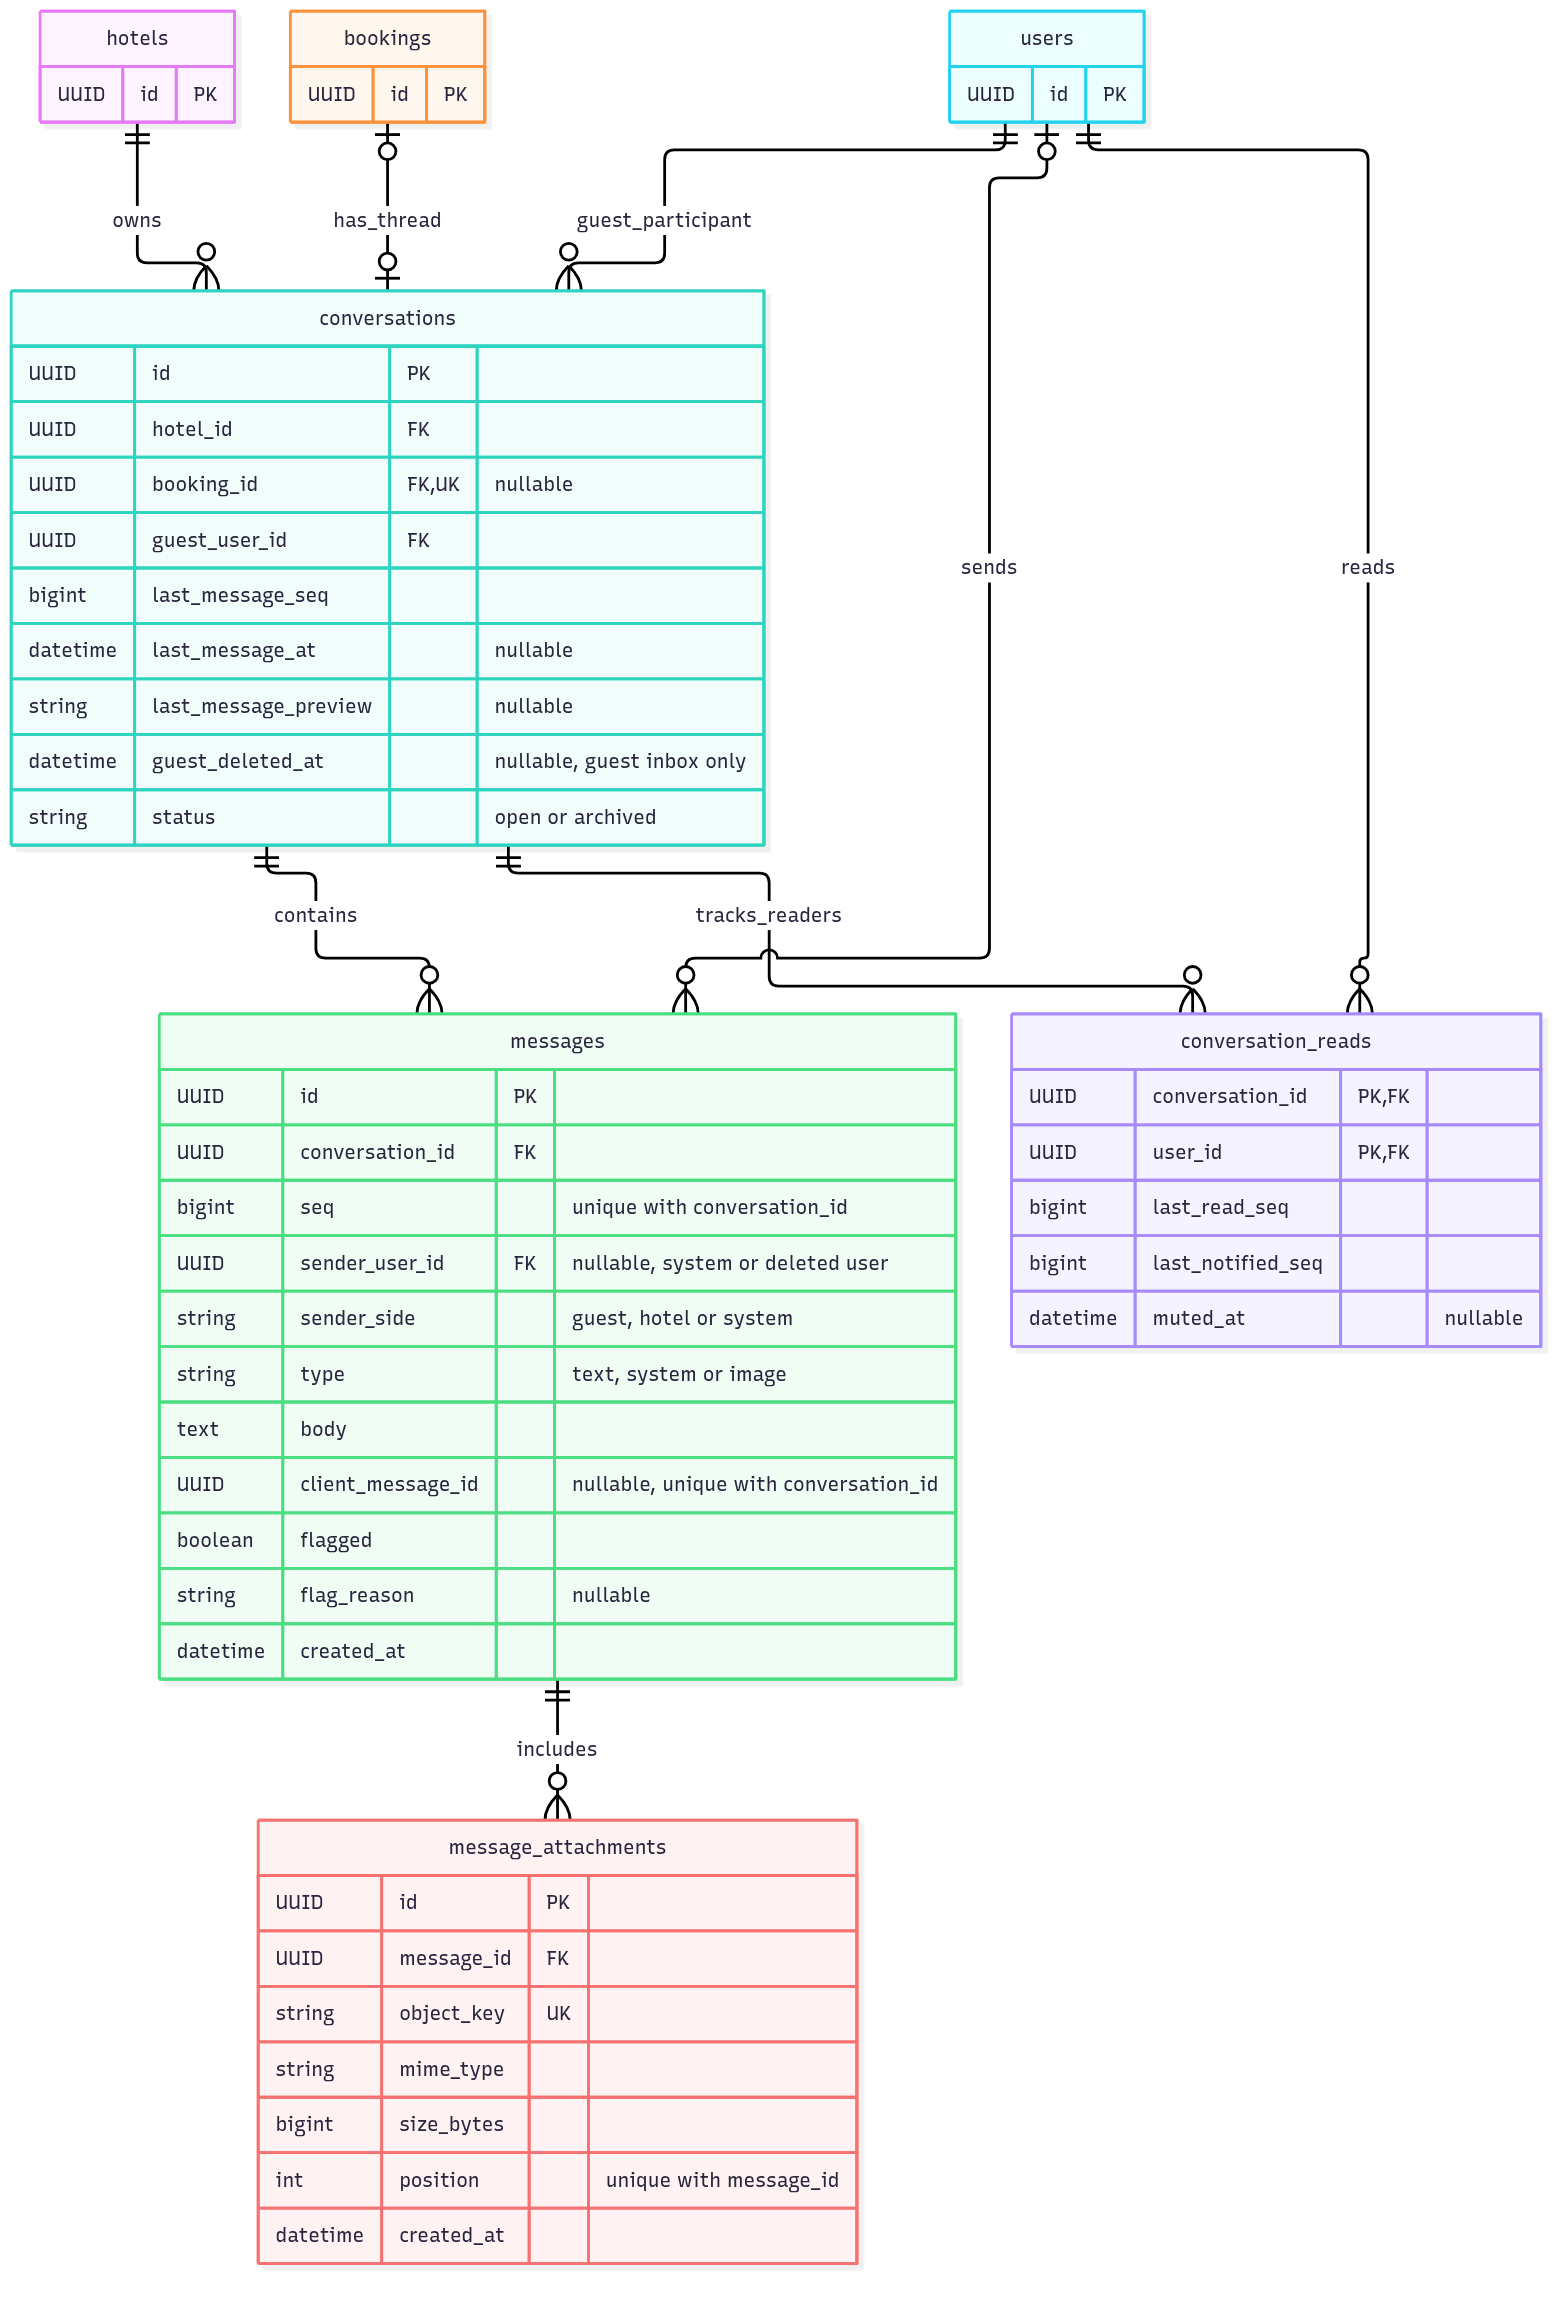 hotels
UUID id PK
bookings
UUID id PK
users
UUID id PK
owns
has_thread
guest_participant
conversations
UUID id PK
UUID hotel_id FK
UUID booking_id FK,UK nullable
UUID guest_user_id FK
bigint last_message_seq
datetime last_message_at nullable
string last_message_preview nullable
datetime guest_deleted_at nullable, guest inbox only
string status open or archived
sends
reads
contains
tracks_readers
messages
UUID id PK
UUID conversation_id FK
bigint seq unique with conversation_id
UUID sender_user_id FK nullable, system or deleted user
string sender_side guest, hotel or system
string type text, system or image
text body
UUID client_message_id nullable, unique with conversation_id
boolean flagged
string flag_reason nullable
datetime created_at
conversation_reads
UUID conversation_id PK,FK
UUID user_id PK,FK
bigint last_read_seq
bigint last_notified_seq
datetime muted_at nullable
includes
message_attachments
UUID id PK
UUID message_id FK
string object_key UK
string mime_type
bigint size_bytes
int position unique with message_id
datetime created_at